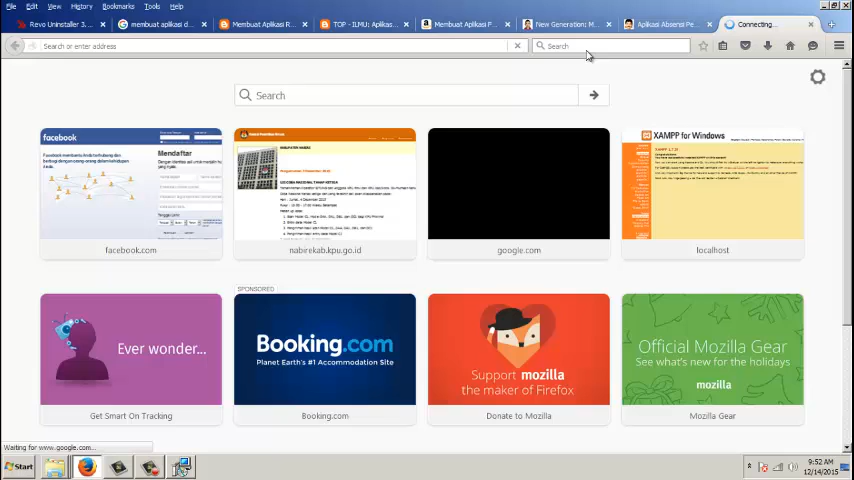 File Edit View History Bookmarks Tools Help
Revo Uninstaller 3. ... membuat aplikasi d... Membuat Aplikasi R... TOP - ILMU: Aplikas... Membuat Aplikasi F... New Generation: M... Aplikasi Absensi Pe... Connecting...
Search or enter address
Search
Search
facebook
Mendaftar
XAMPP for Windows
facebook.com
nabirekab.kpu.go.id
google.com
localhost
SPONSORED
Ever wonder...
Booking.com
Planet Earth's #1 Accommodation Site
Support mozilla
the maker of Firefox
Official Mozilla Gear
See what's new for the holidays
mozilla
Get Smart On Tracking
Booking.com
Donate to Mozilla
Mozilla Gear
Waiting for www.google.com...
Start
9:52 AM
12/14/2015